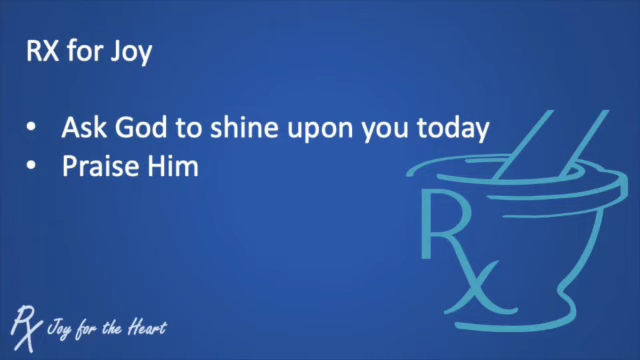 RX for Joy
• Ask God to shine upon you today
• Praise Him
Rx
Rx Joy for the Heart